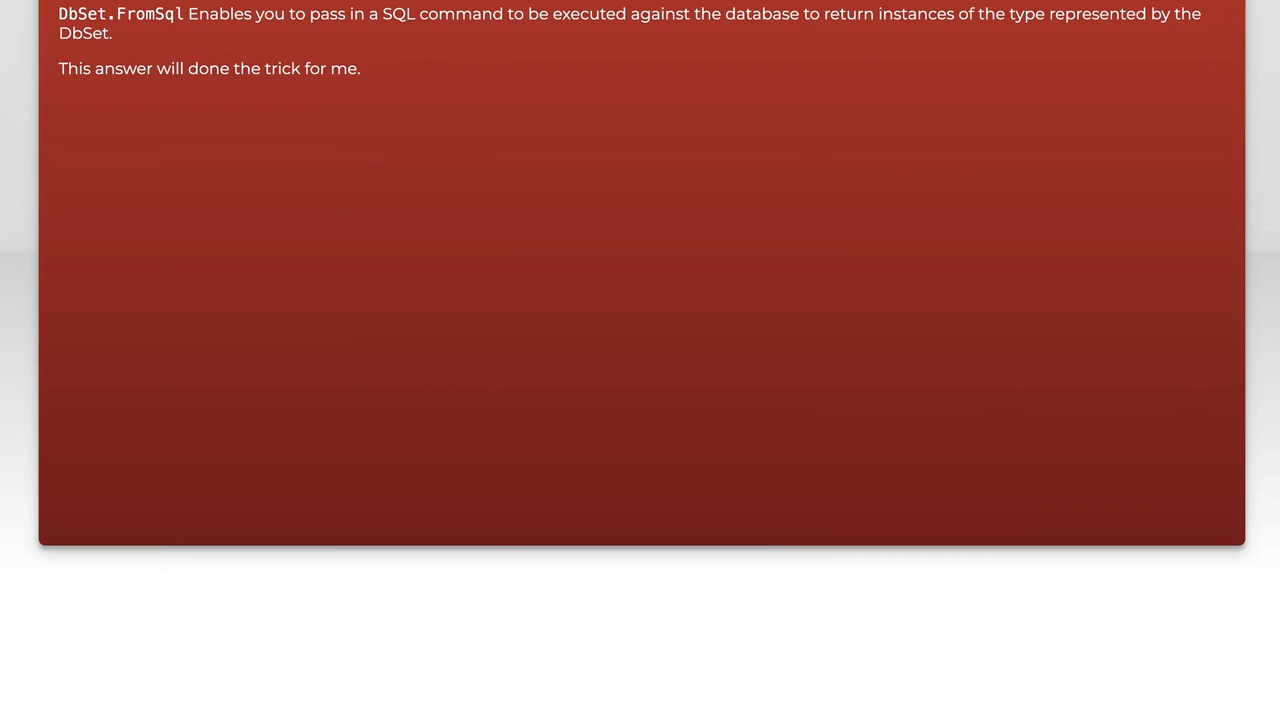 DbSet.FromSql Enables you to pass in a SQL command to be executed against the database to return instances of the type represented by the
DbSet.
This answer will done the trick for me.